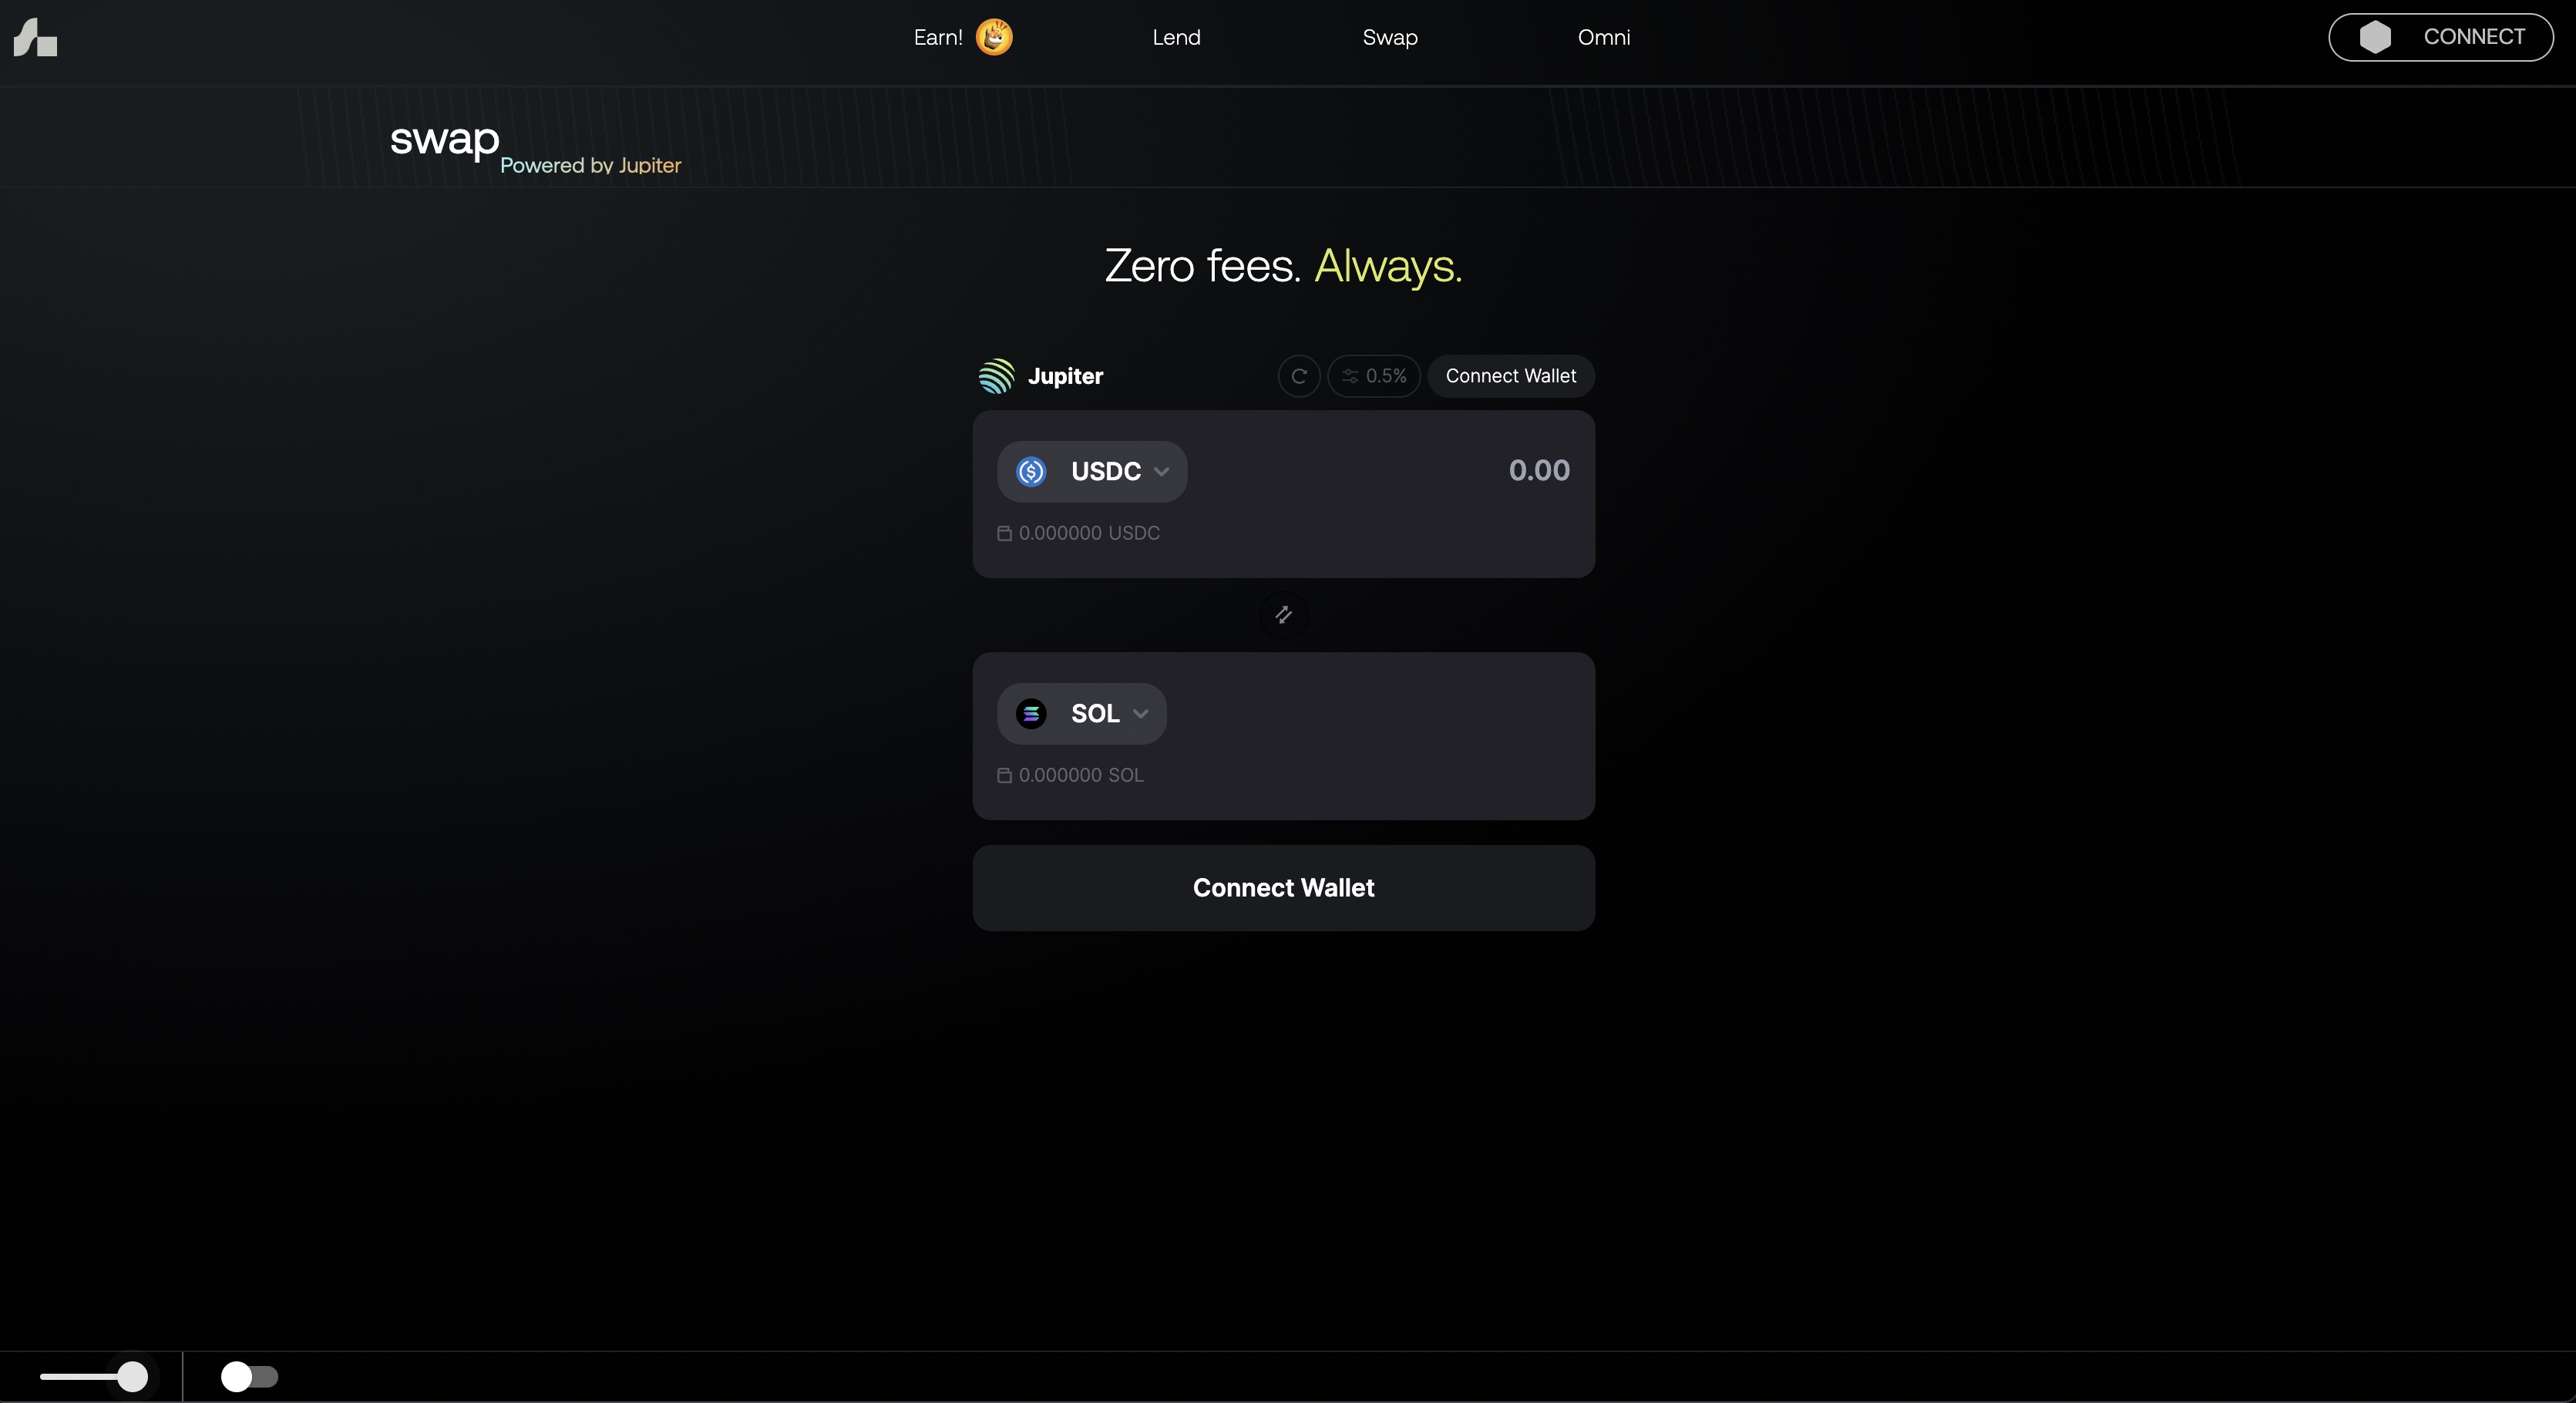 Earn! Lend Swap Omni CONNECT
swap
Powered by Jupiter
Zero fees. Always.
Jupiter 0.5% Connect Wallet
USDC 0.00
0.000000 USDC
SOL
0.000000 SOL
Connect Wallet